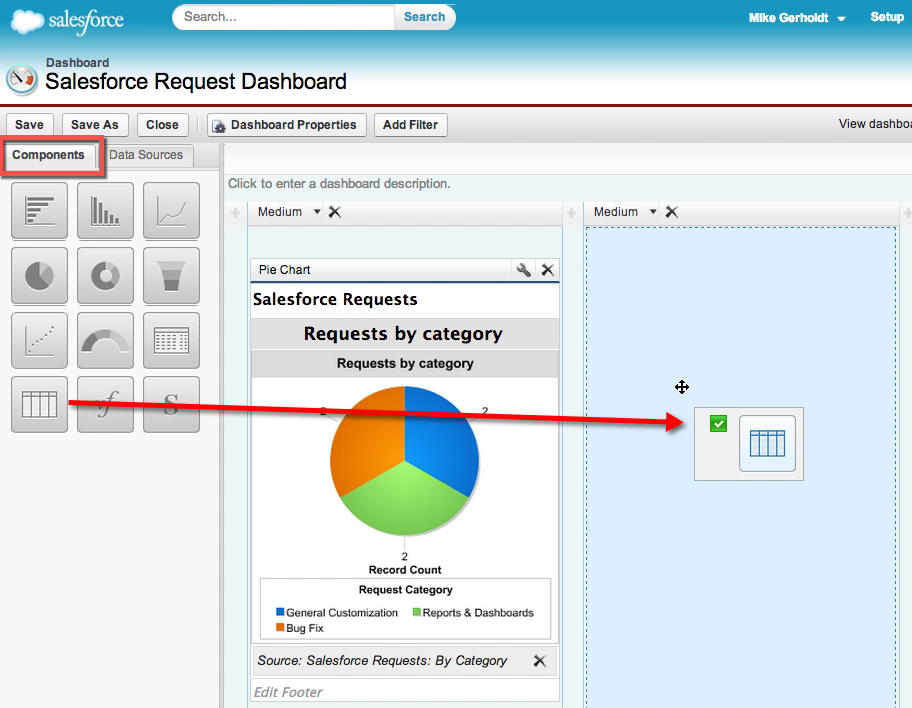 salesforce
Search...
Search
Mike Gerholdt
Setup
Dashboard
Salesforce Request Dashboard
Save
Save As
Close
Dashboard Properties
Add Filter
View dashboa
Components
Data Sources
Click to enter a dashboard description.
Medium
Medium
Pie Chart
Salesforce Requests
Requests by category
Requests by category
2
2
vf
S
2
Record Count
Request Category
General Customization
Reports & Dashboards
Bug Fix
Source: Salesforce Requests: By Category
Edit Footer